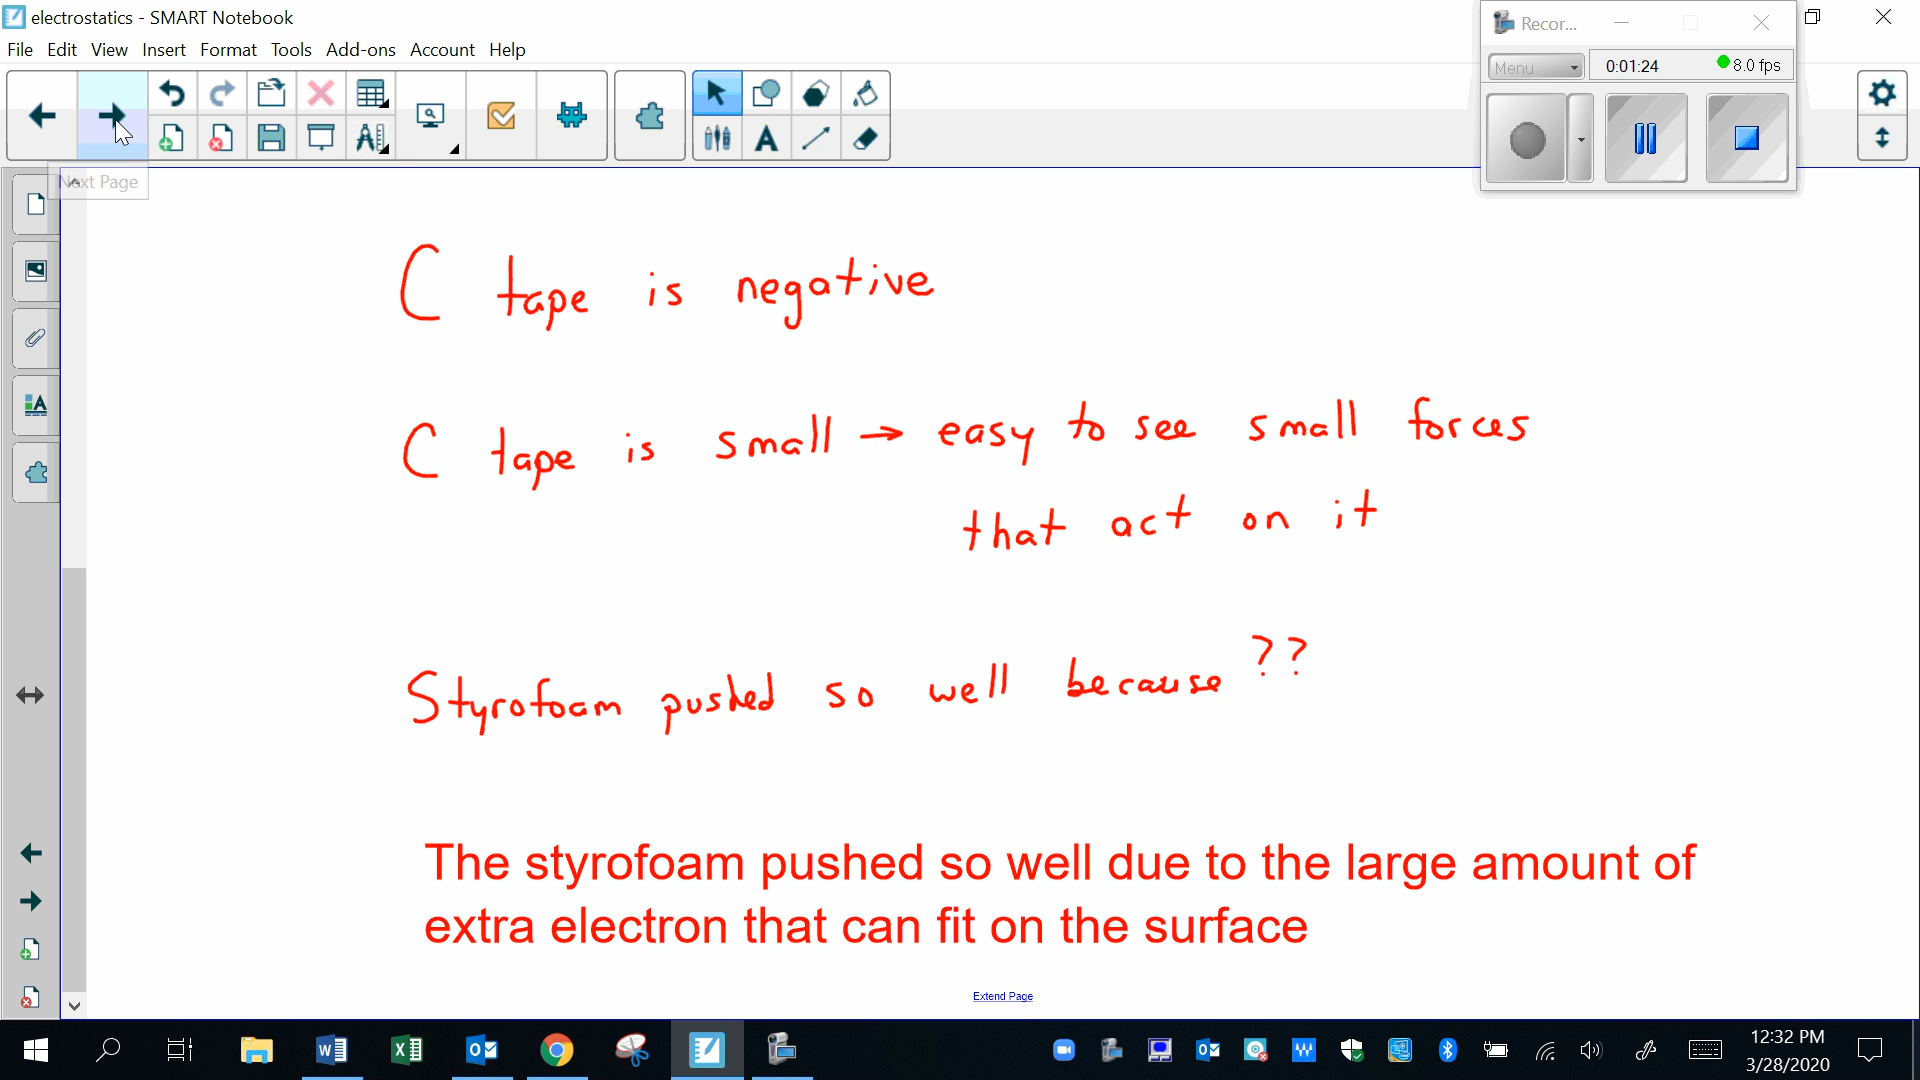 electrostatics - SMART Notebook
File Edit View Insert Format Tools Add-ons Account Help
Recor...
Menu
0:01:24
8.0 fps
Next Page
C tape is negative
C tape is small → easy to see small forces
that act on it
Styrofoam pushed so well because ??
The styrofoam pushed so well due to the large amount of
extra electron that can fit on the surface
Extend Page
12:32 PM
3/28/2020